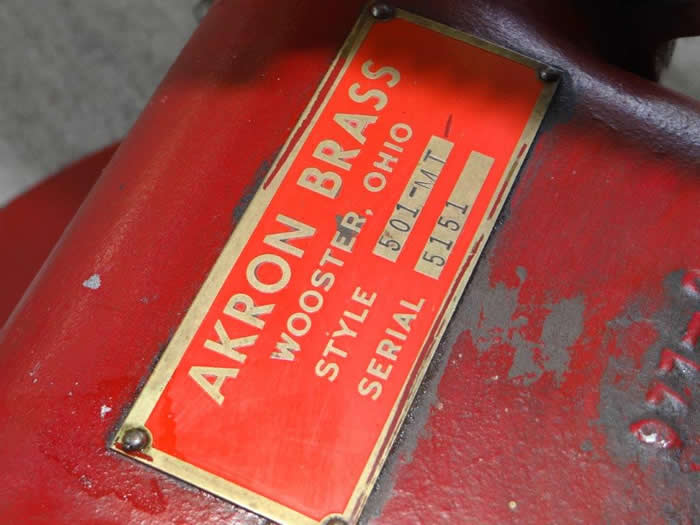 AKRON BRASS
WOOSTER, OHIO
STYLE 501-MT
SERIAL 5151